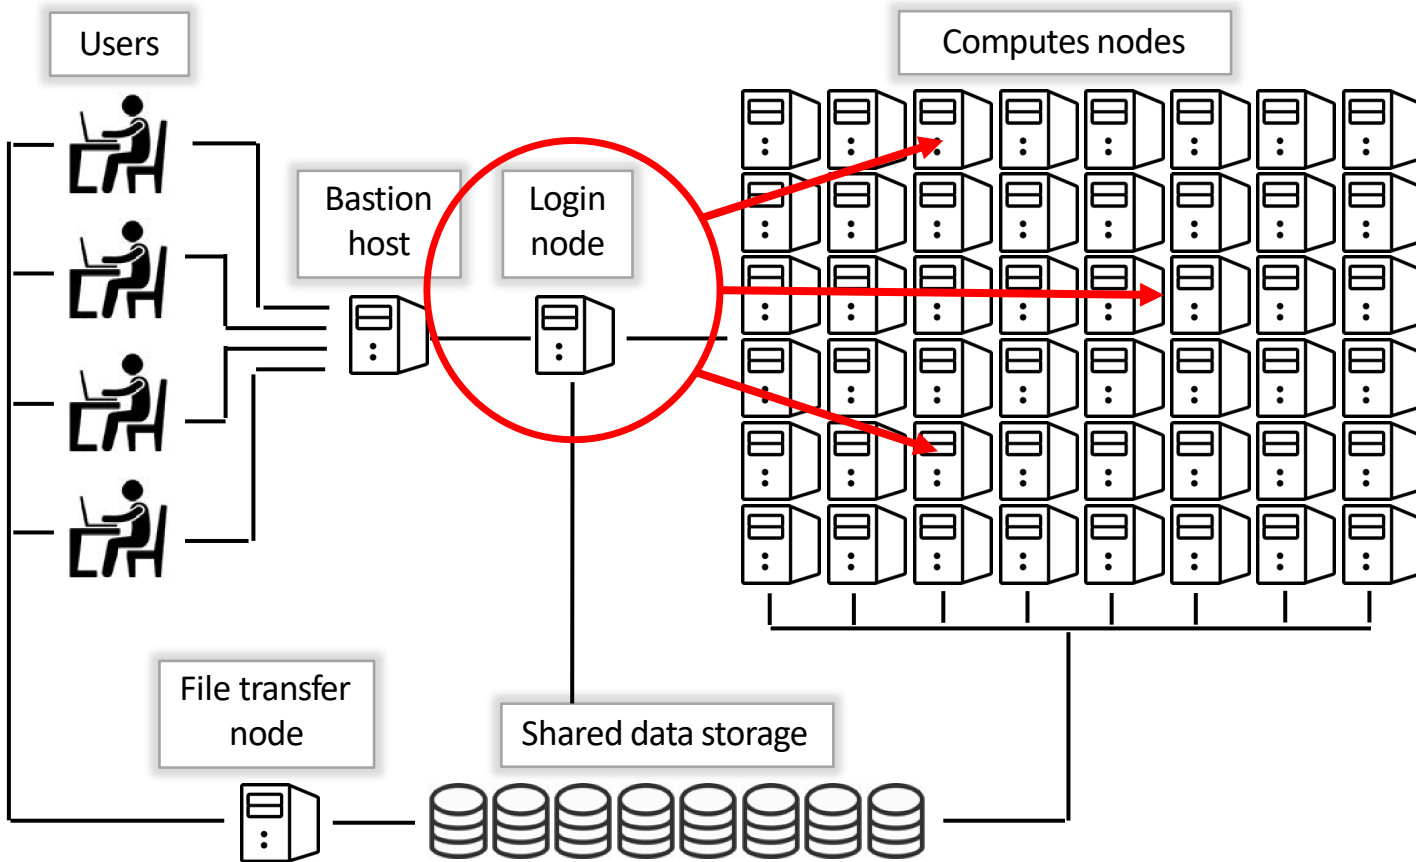 Users
Computes nodes
Bastion
host
Login
node
File transfer
node
Shared data storage